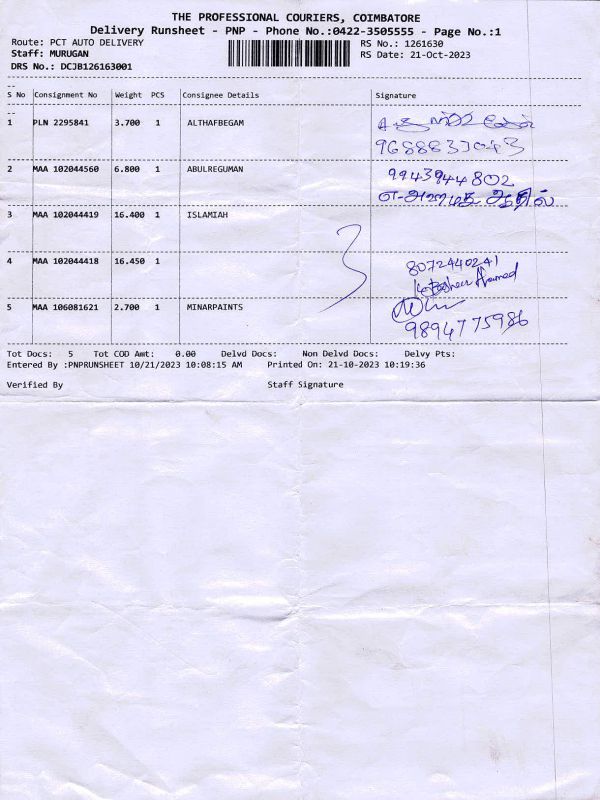 THE PROFESSIONAL COURIERS, COIMBATORE
Delivery Runsheet - PNP - Phone No.:0422-3505555 - Page No.:1
Route: PCT AUTO DELIVERY RS No.: 1261630
Staff: MURUGAN RS Date: 21-Oct-2023
DRS No.: DCJB126163001
S No Consignment No Weight PCS Consignee Details Signature
1 PLN 2295841 3.700 1 ALTHAFBEGAM
2 MAA 102044560 6.800 1 ABULREGUMAN 9943944802
3 MAA 102044419 16.400 1 ISLAMIAH
3
4 MAA 102044418 16.450 1 8072440241
5 MAA 106081621 2.700 1 MINARPAINTS
9894775986
Tot Docs: 5 Tot COD Amt: 0.00 Delvd Docs: Non Delvd Docs: Delvy Pts:
Entered By :PNPRUNSHEET 10/21/2023 10:08:15 AM Printed On: 21-10-2023 10:19:36
Verified By Staff Signature